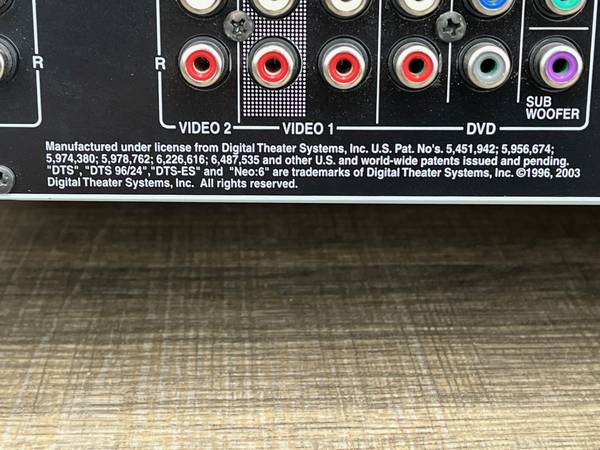 R
R
VIDEO 2
VIDEO 1
DVD
SUB
WOOFER
Manufactured under license from Digital Theater Systems, Inc. U.S. Pat. No's. 5,451,942; 5,956,674;
5,974,380; 5,978,762; 6,226,616; 6,487,535 and other U.S. and world-wide patents issued and pending.
"DTS", "DTS 96/24","DTS-ES" and "Neo:6" are trademarks of Digital Theater Systems, Inc. ©1996, 2003
Digital Theater Systems, Inc. All rights reserved.